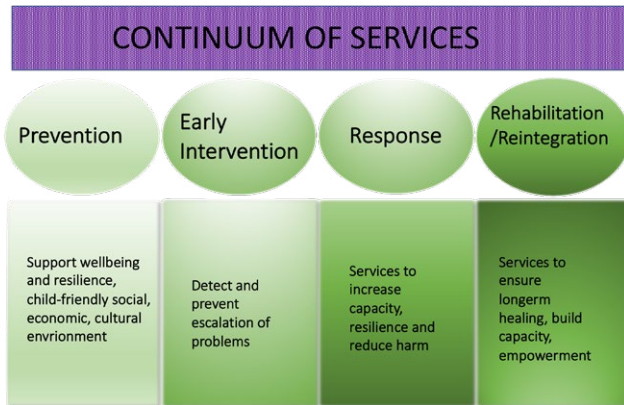 CONTINUUM OF SERVICES
Prevention
Early
Intervention
Response
Rehabilitation
/Reintegration
Support wellbeing
and resilience,
child-friendly social,
economic, cultural
envrionment
Detect and
prevent
escalation of
problems
Services to
increase
capacity,
resilience and
reduce harm
Services to
ensure
longerm
healing, build
capacity,
empowerment